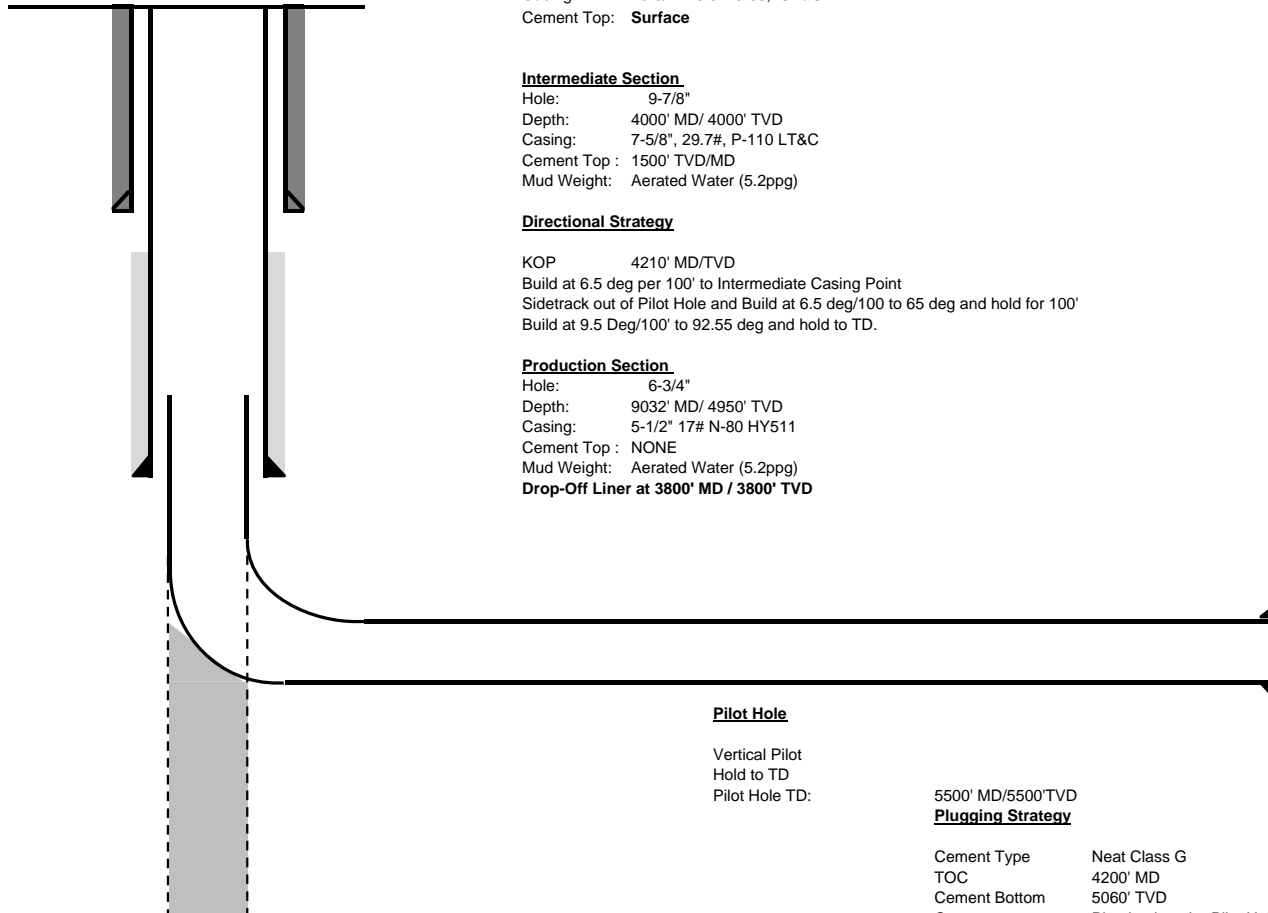 Cement Top: Surface
Intermediate Section
Hole: 9-7/8"
Depth: 4000' MD/ 4000' TVD
Casing: 7-5/8", 29.7#, P-110 LT&C
Cement Top : 1500' TVD/MD
Mud Weight: Aerated Water (5.2ppg)
Directional Strategy
KOP 4210' MD/TVD
Build at 6.5 deg per 100' to Intermediate Casing Point
Sidetrack out of Pilot Hole and Build at 6.5 deg/100 to 65 deg and hold for 100'
Build at 9.5 Deg/100' to 92.55 deg and hold to TD.
Production Section
Hole: 6-3/4"
Depth: 9032' MD/ 4950' TVD
Casing: 5-1/2" 17# N-80 HY511
Cement Top : NONE
Mud Weight: Aerated Water (5.2ppg)
Drop-Off Liner at 3800' MD / 3800' TVD
Pilot Hole
Vertical Pilot
Hold to TD
Pilot Hole TD: 5500' MD/5500'TVD
Plugging Strategy
Cement Type Neat Class G
TOC 4200' MD
Cement Bottom 5060' TVD